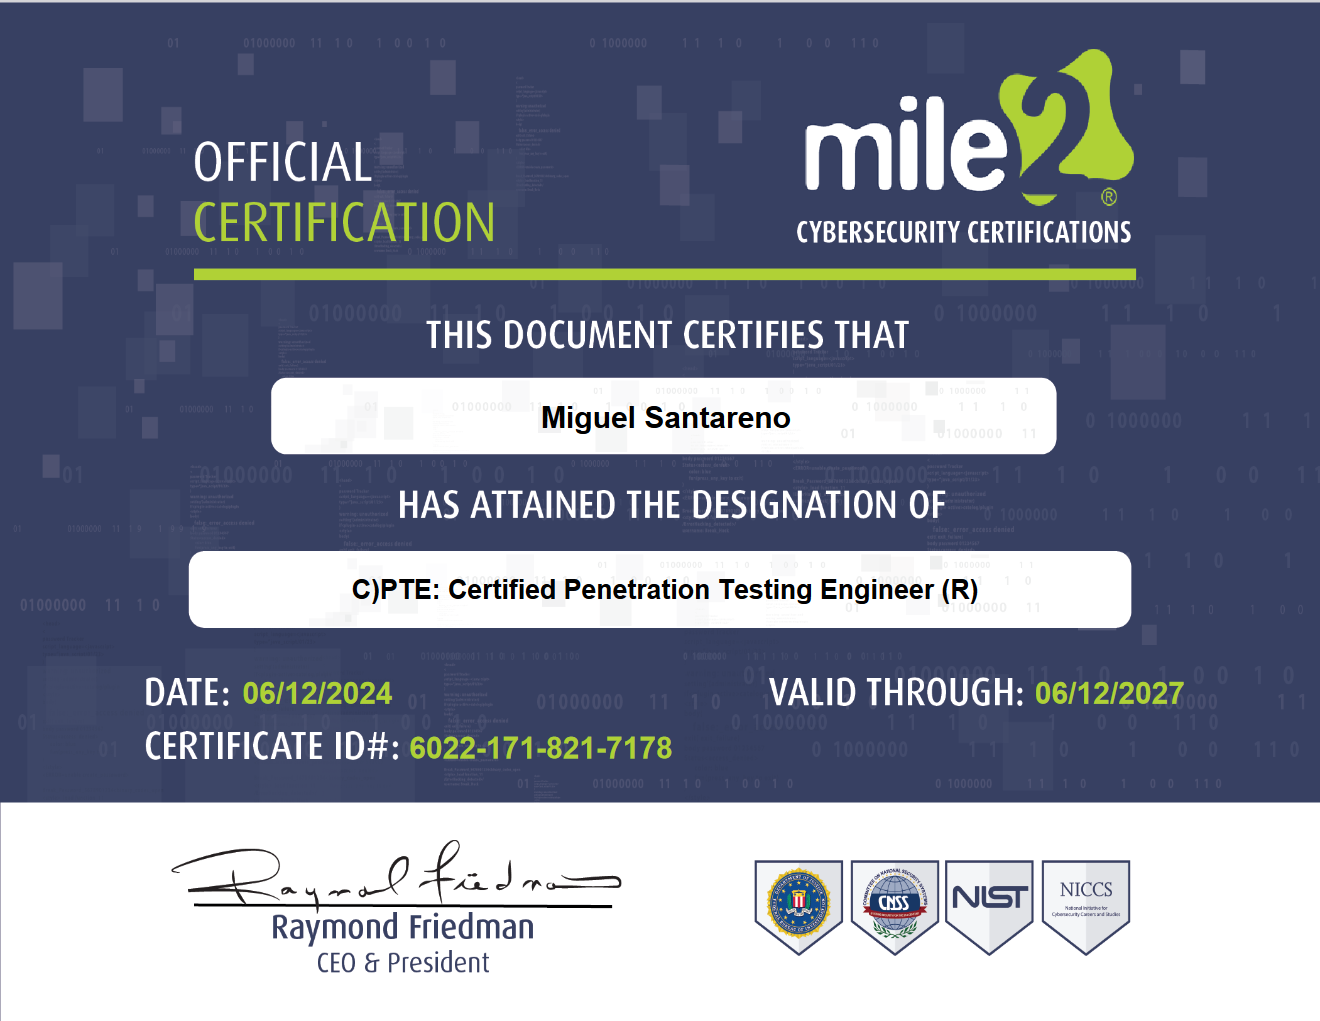 OFFICIAL
CERTIFICATION
mile2®
CYBERSECURITY CERTIFICATIONS
THIS DOCUMENT CERTIFIES THAT
Miguel Santareno
HAS ATTAINED THE DESIGNATION OF
C)PTE: Certified Penetration Testing Engineer (R)
DATE: 06/12/2024
VALID THROUGH: 06/12/2027
CERTIFICATE ID#: 6022-171-821-7178
Raymond Friedman
Raymond Friedman
CEO & President
CNSS
NIST
NICCS
National Initiative for
Cybersecurity Careers and Studies